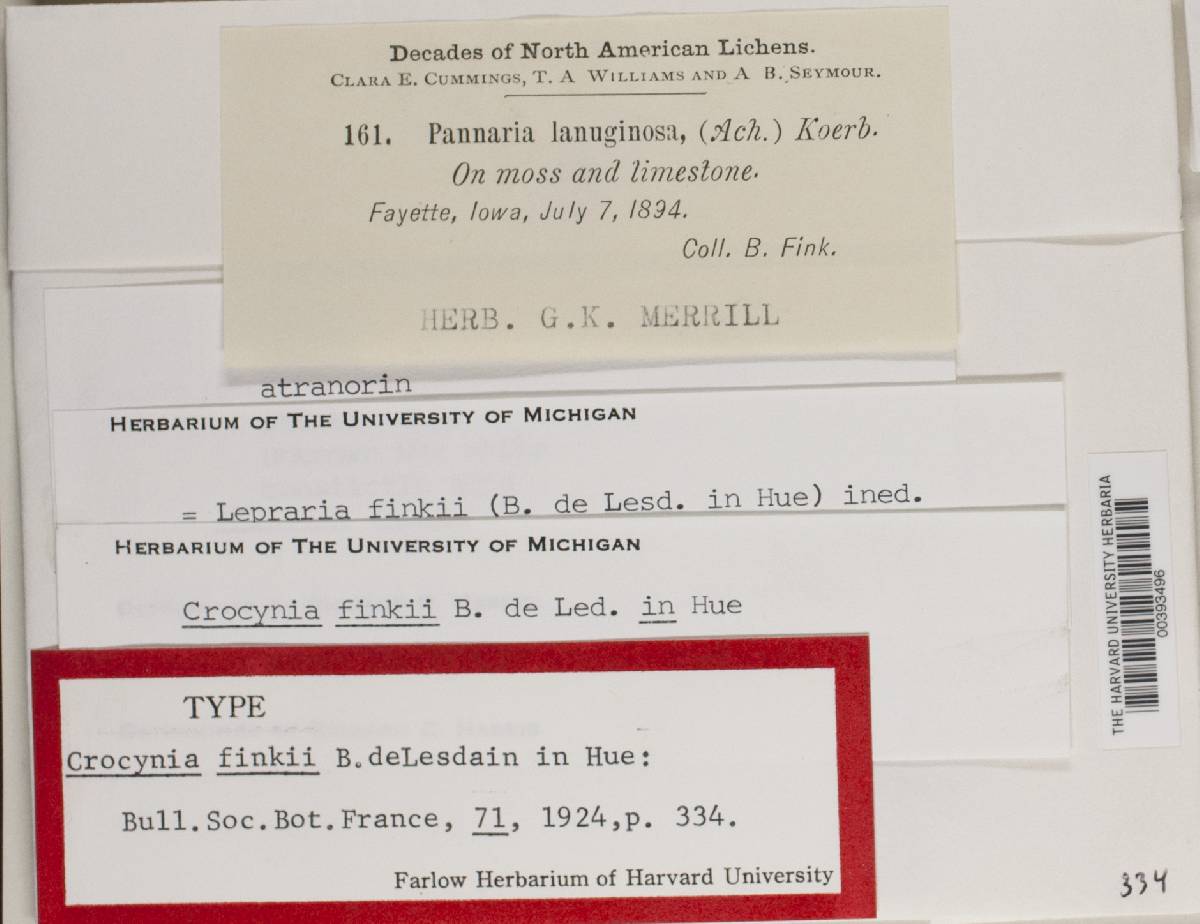 Decades of North American Lichens.
CLARA E. CUMMINGS, T. A WILLIAMS AND A B. SEYMOUR.
161. Pannaria lanuginosa, (Ach.) Koerb.
On moss and limestone.
Fayette, Iowa, July 7, 1894.
Coll. B. Fink.
HERB. G.K. MERRILL
atranorin
HERBARIUM OF THE UNIVERSITY OF MICHIGAN
= Lepraria finkii (B. de Lesd. in Hue) ined.
HERBARIUM OF THE UNIVERSITY OF MICHIGAN
Crocynia finkii B. de Led. in Hue
TYPE
Crocynia finkii B.deLesdain in Hue:
Bull.Soc.Bot.France, 71, 1924,p. 334.
Farlow Herbarium of Harvard University
THE HARVARD UNIVERSITY HERBARIA
00393496
334